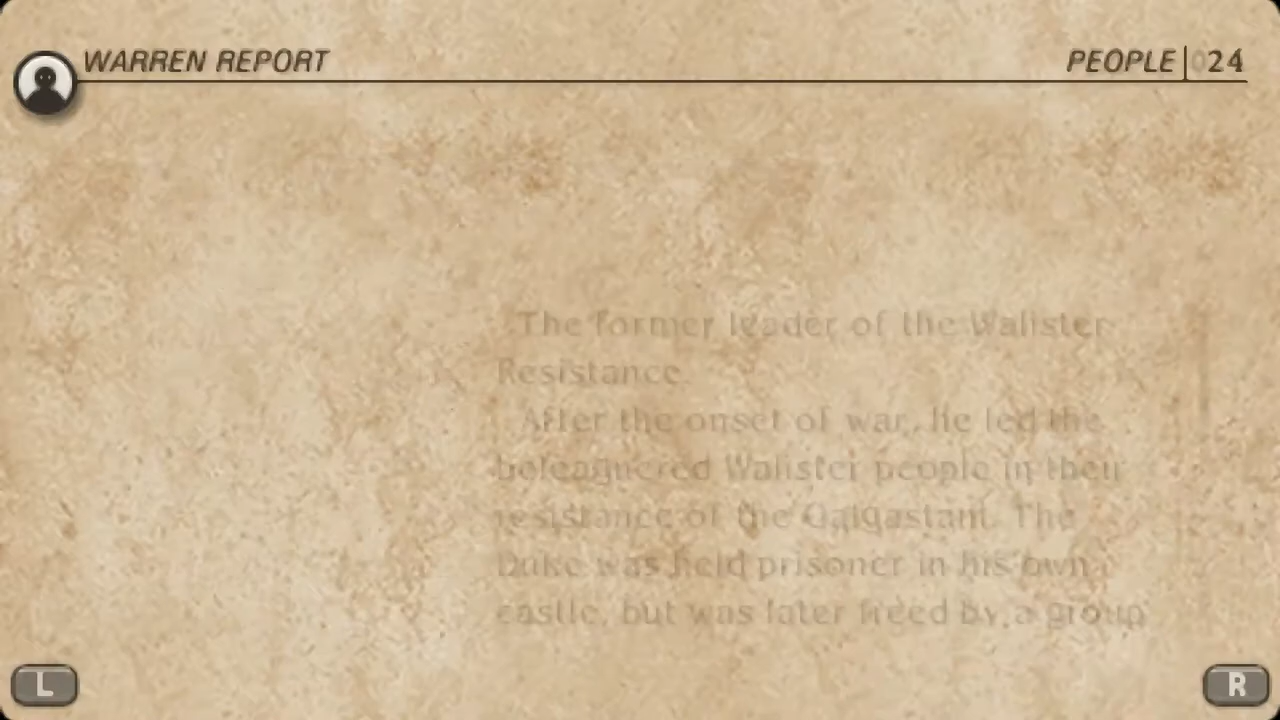 WARREN REPORT
PEOPLE 024
The former leader of the Walister
Resistance.
After the onset of war, he led the
beleaguered Walister people in their
resistance of the Galgastani. The
Duke was held prisoner in his own
castle, but was later freed by a group
L
R